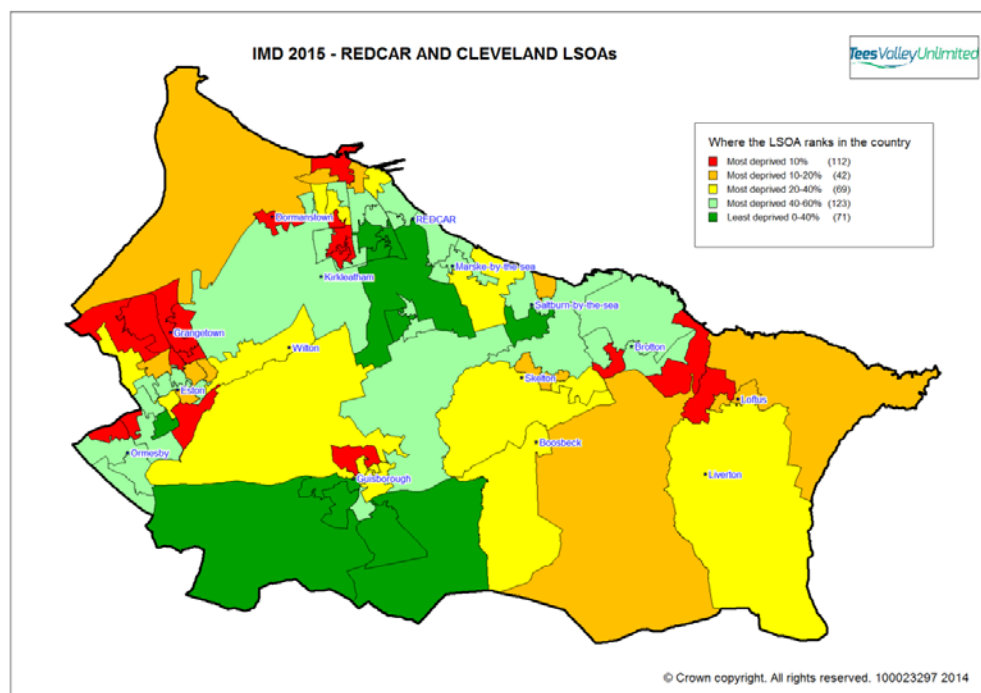 IMD 2015 - REDCAR AND CLEVELAND LSOAs
TeesValleyUnlimited
Where the LSOA ranks in the country
Most deprived 10% (112)
Most deprived 10-20% (42)
Most deprived 20-40% (69)
Most deprived 40-60% (123)
Least deprived 0-40% (71)
Dormanstown
REDCAR
Marske-by-the-sea
Kirkleatham
Saltburn-by-the-sea
Grangetown
Wilton
Brotton
Skelton
Eston
Loftus
Boosbeck
Ormesby
Liverton
Guisborough
© Crown copyright. All rights reserved. 100023297 2014